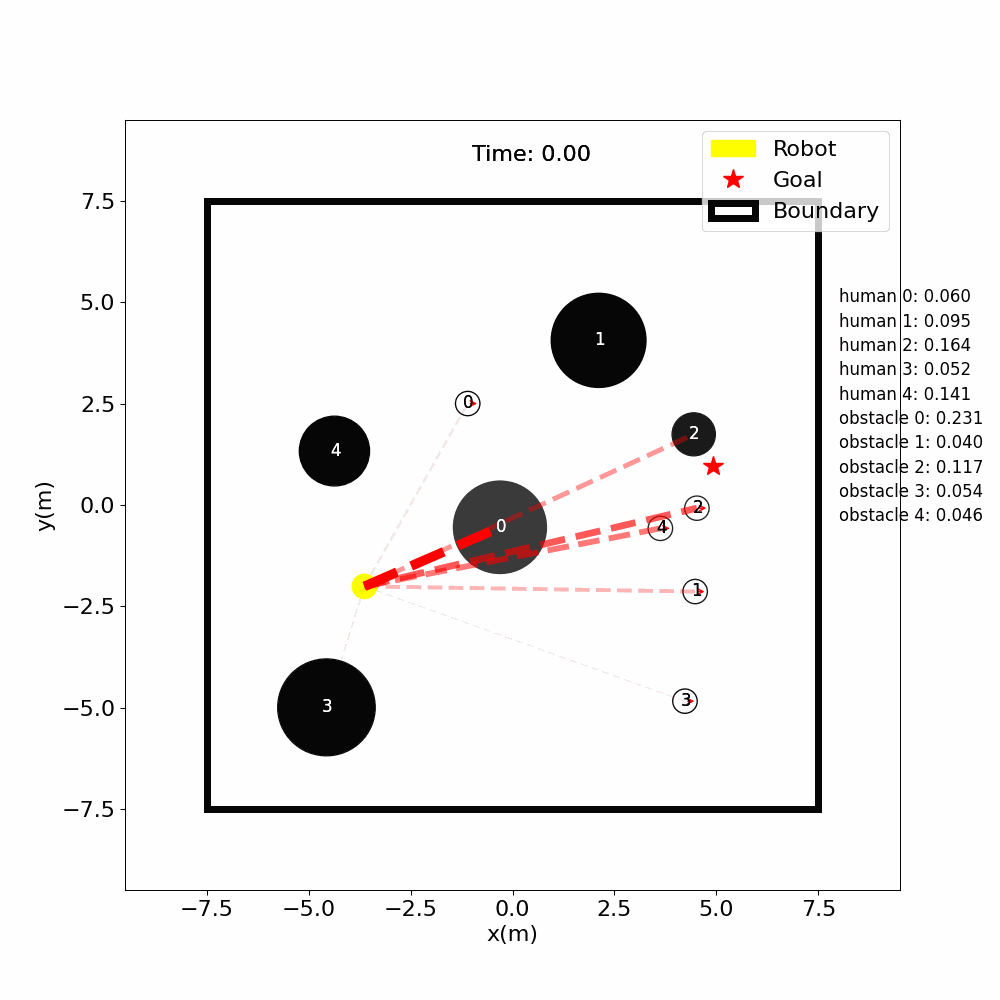 Time: 0.00
Robot
Goal
Boundary
7.5
5.0
2.5
0.0
−2.5
−5.0
−7.5
y(m)
1
0
4
2
0
2
4
1
3
3
human 0: 0.060
human 1: 0.095
human 2: 0.164
human 3: 0.052
human 4: 0.141
obstacle 0: 0.231
obstacle 1: 0.040
obstacle 2: 0.117
obstacle 3: 0.054
obstacle 4: 0.046
−7.5 −5.0 −2.5 0.0 2.5 5.0 7.5
x(m)